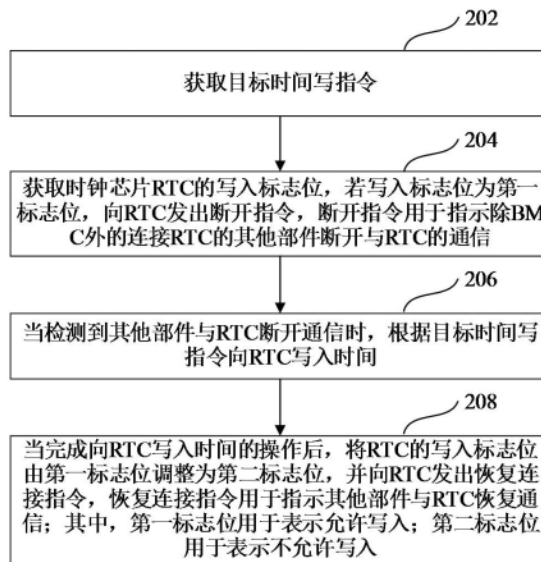 202
获取目标时间写指令
204
获取时钟芯片RTC的写入标志位，若写入标志位为第一
标志位，向RTC发出断开指令，断开指令用于指示除BM
C外的连接RTC的其他部件断开与RTC的通信
206
当检测到其他部件与RTC断开通信时，根据目标时间写
指令向RTC写入时间
208
当完成向RTC写入时间的操作后，将RTC的写入标志位
由第一标志位调整为第二标志位，并向RTC发出恢复连
接指令，恢复连接指令用于指示其他部件与RTC恢复通
信；其中，第一标志位用于表示允许写入；第二标志位
用于表示不允许写入